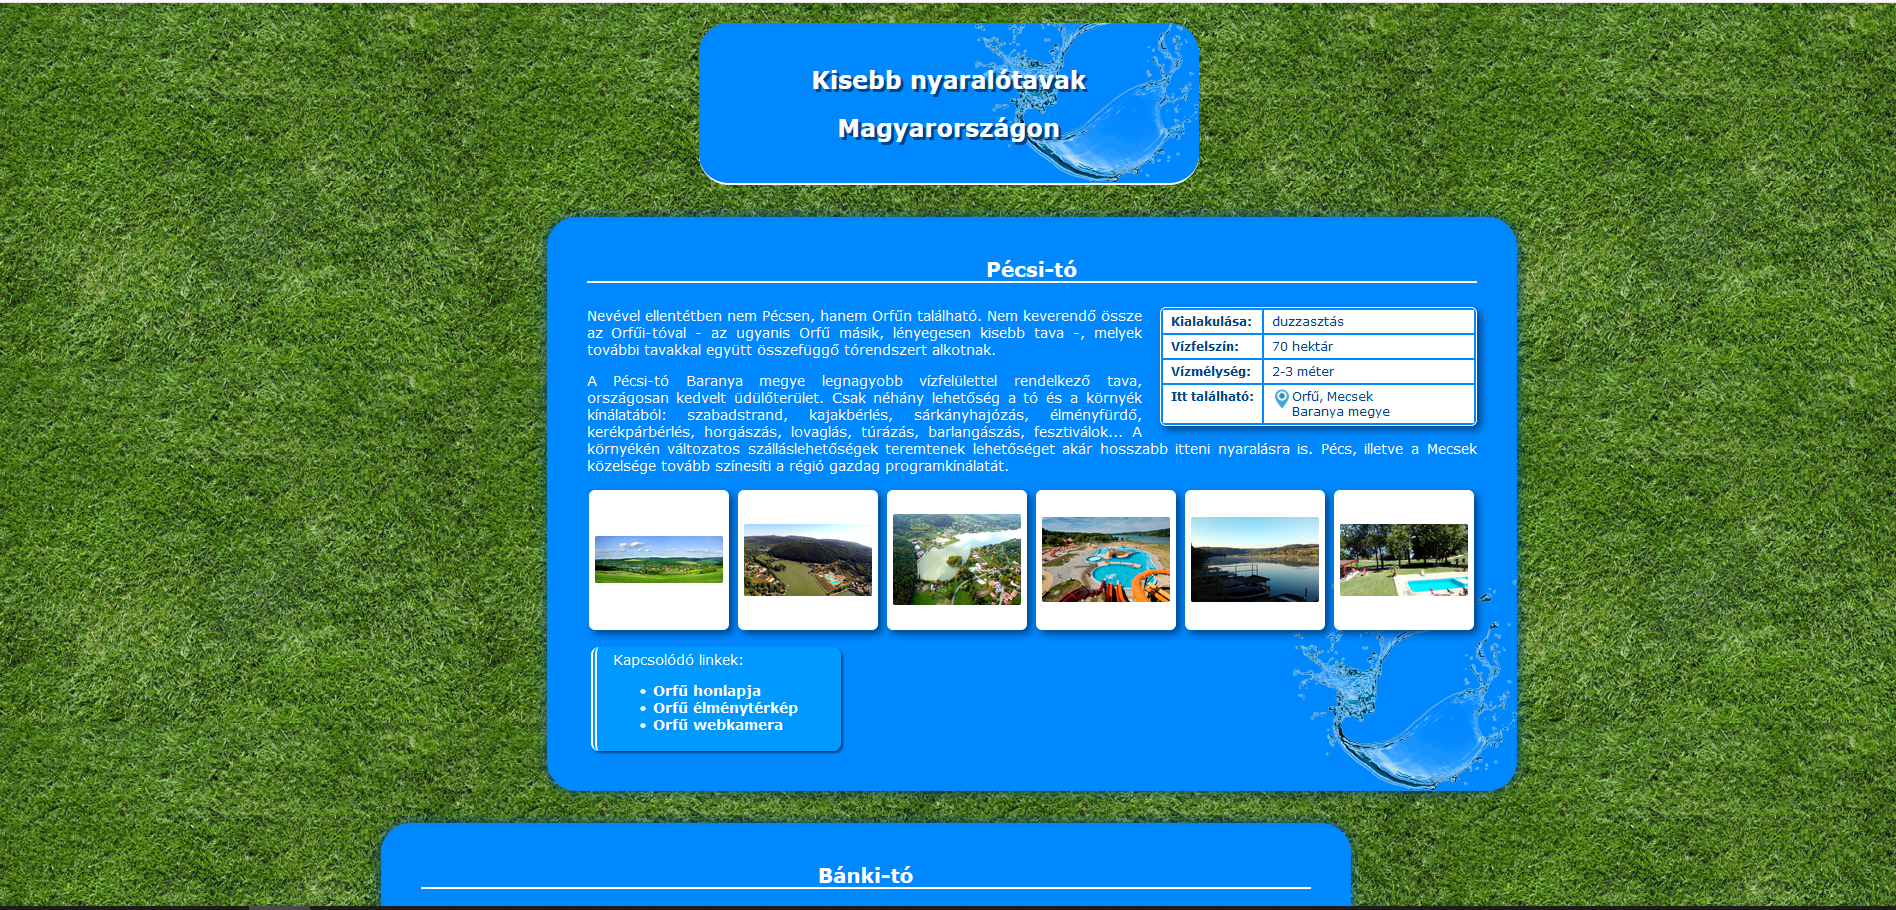 Kisebb nyaralótavak
Magyarországon
Pécsi-tó
Nevével ellentétben nem Pécsen, hanem Orfűn található. Nem keverendő össze
az Orfűi-tóval - az ugyanis Orfű másik, lényegesen kisebb tava -, melyek
további tavakkal együtt összefüggő tórendszert alkotnak.
A Pécsi-tó Baranya megye legnagyobb vízfelülettel rendelkező tava,
országosan kedvelt üdülőterület. Csak néhány lehetőség a tó és a környék
kínálatából: szabadstrand, kajakbérlés, sárkányhajózás, élményfürdő,
kerékpárbérlés, horgászás, lovaglás, túrázás, barlangászás, fesztiválok... A
környékén változatos szálláslehetőségek teremtenek lehetőséget akár hosszabb itteni nyaralásra is. Pécs, illetve a Mecsek
közelsége tovább színesíti a régió gazdag programkínálatát.
Kialakulása: duzzasztás
Vízfelszín: 70 hektár
Vízmélység: 2-3 méter
Itt található: Orfű, Mecsek
Baranya megye
Kapcsolódó linkek:
• Orfű honlapja
• Orfű élménytérkép
• Orfű webkamera
Bánki-tó